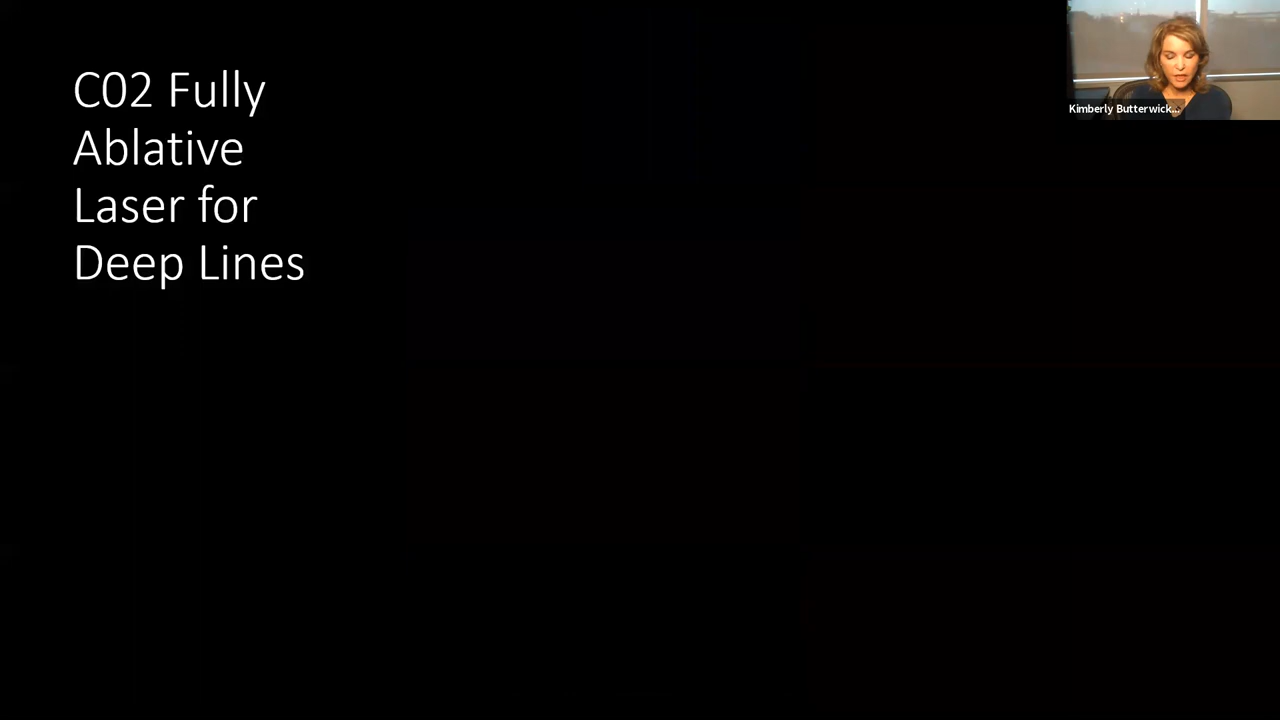 C02 Fully
Ablative
Laser for
Deep Lines
Kimberly Butterwick...